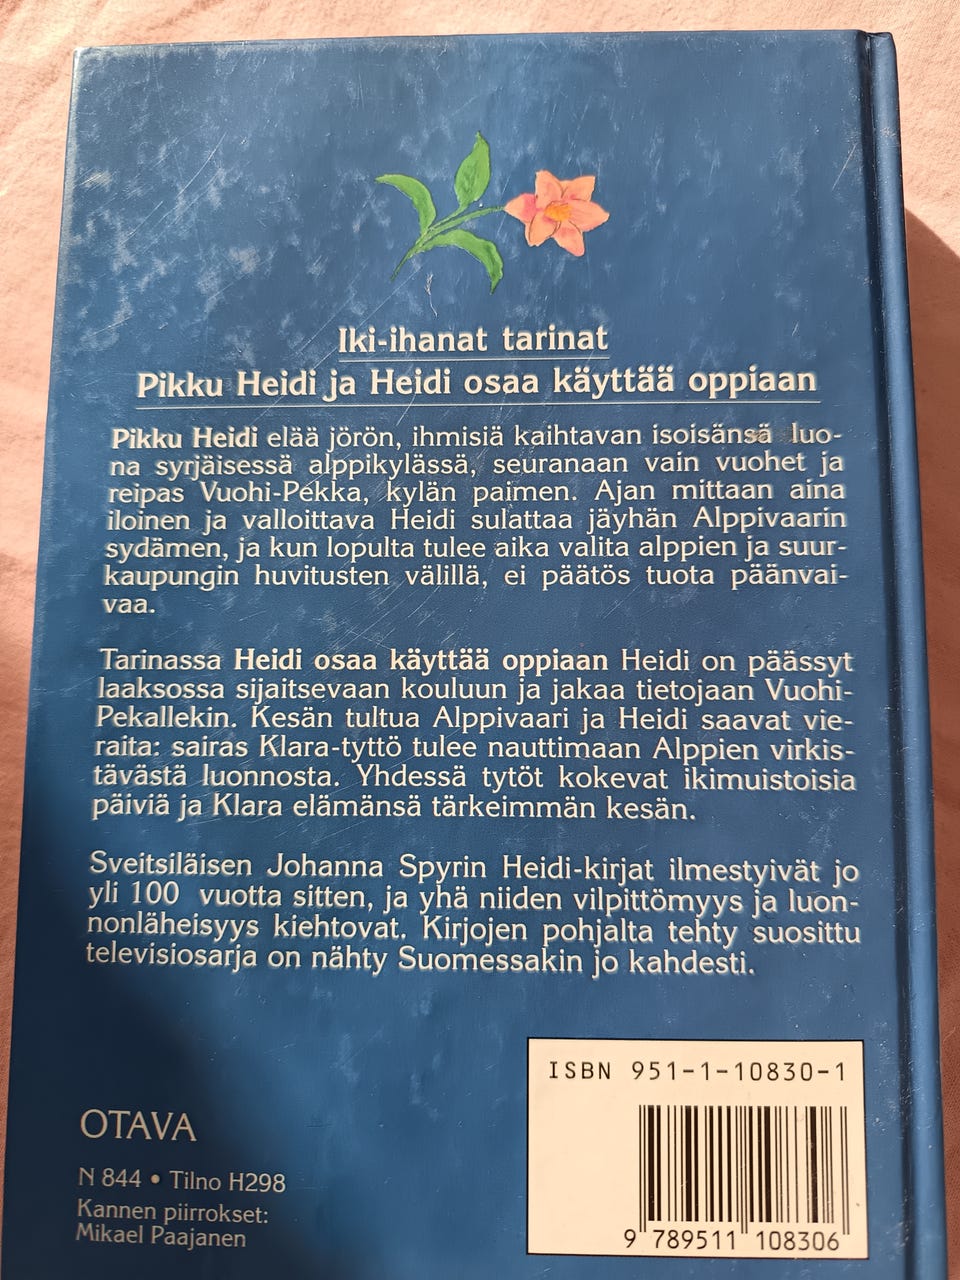 Iki-ihanat tarinat
Pikku Heidi ja Heidi osaa käyttää oppiaan
Pikku Heidi elää jörön, ihmisiä kaihtavan isoisänsä luo-
na syrjäisessä alppikylässä, seuranaan vain vuohet ja
reipas Vuohi-Pekka, kylän paimen. Ajan mittaan aina
iloinen ja valloittava Heidi sulattaa jäyhän Alppivaarin
sydämen, ja kun lopulta tulee aika valita alppien ja suur-
kaupungin huvitusten välillä, ei päätös tuota päänvai-
vaa.
Tarinassa Heidi osaa käyttää oppiaan Heidi on päässyt
laaksossa sijaitsevaan kouluun ja jakaa tietojaan Vuohi-
Pekallekin. Kesän tultua Alppivaari ja Heidi saavat vie-
raita: sairas Klara-tyttö tulee nauttimaan Alppien virkis-
tävästä luonnosta. Yhdessä tytöt kokevat ikimuistoisia
päiviä ja Klara elämänsä tärkeimmän kesän.
Sveitsiläisen Johanna Spyrin Heidi-kirjat ilmestyivät jo
yli 100 vuotta sitten, ja yhä niiden vilpittömyys ja luon-
nonläheisyys kiehtovat. Kirjojen pohjalta tehty suosittu
televisiosarja on nähty Suomessakin jo kahdesti.
ISBN 951-1-10830-1
9 789511 108306
OTAVA
N 844 • Tilno H298
Kannen piirrokset:
Mikael Paajanen